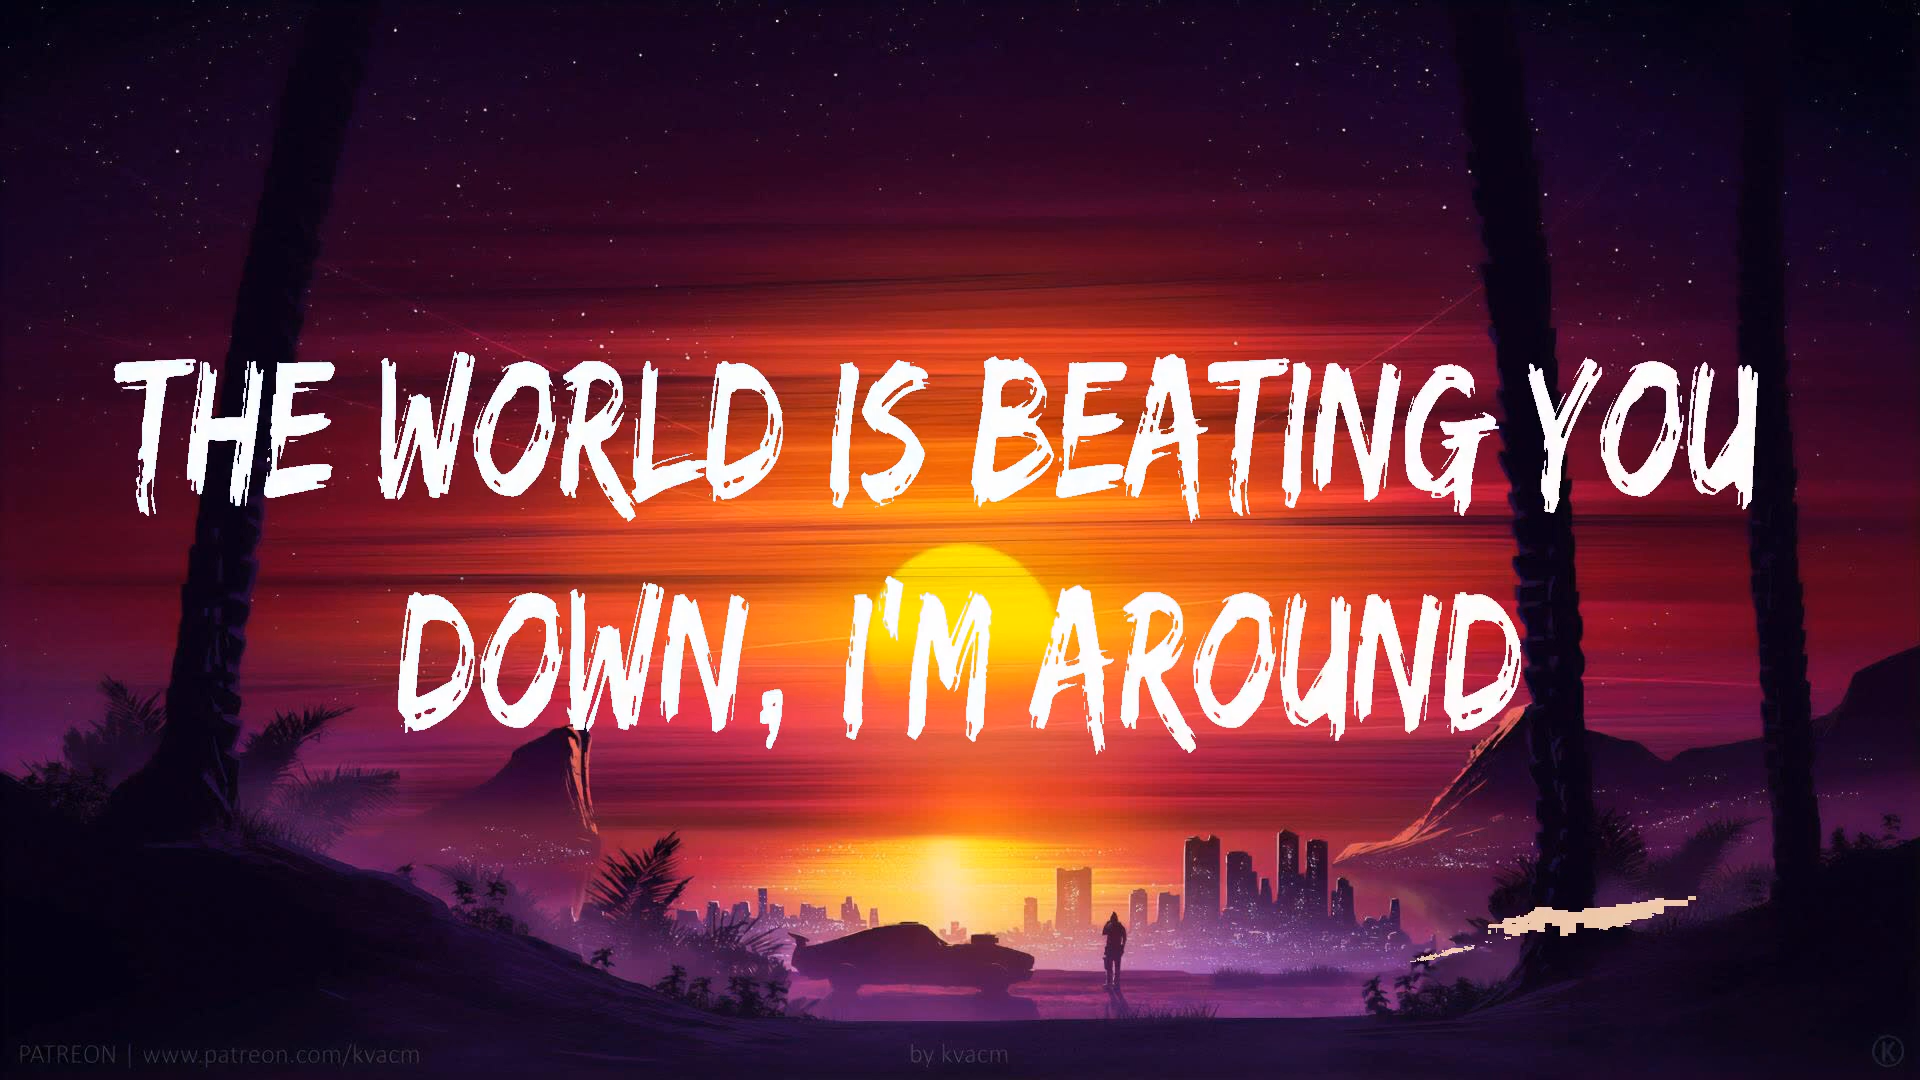 THE WORLD IS BEATING YOU
DOWN, I'M AROUND
PATREON | www.patreon.com/kvacm
by kvacm
K